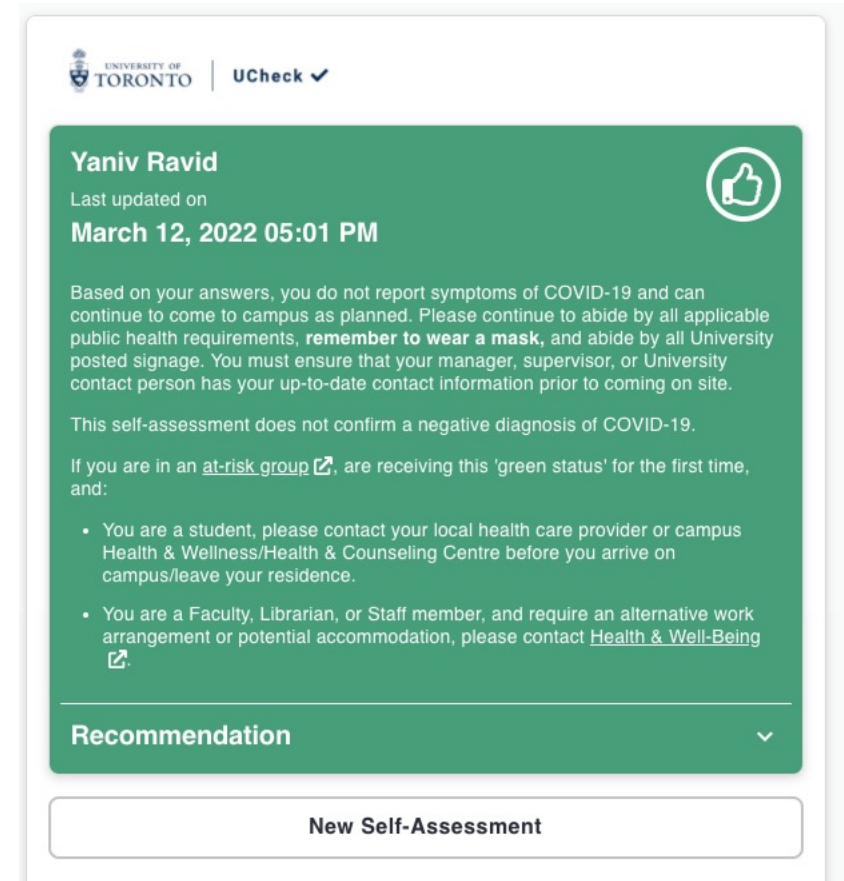 UNIVERSITY OF
TORONTO
UCheck
Yaniv Ravid
Last updated on
March 12, 2022 05:01 PM
Based on your answers, you do not report symptoms of COVID-19 and can
continue to come to campus as planned. Please continue to abide by all applicable
public health requirements, remember to wear a mask, and abide by all University
posted signage. You must ensure that your manager, supervisor, or University
contact person has your up-to-date contact information prior to coming on site.
This self-assessment does not confirm a negative diagnosis of COVID-19.
If you are in an at-risk group, are receiving this 'green status' for the first time,
and:
• You are a student, please contact your local health care provider or campus
Health & Wellness/Health & Counseling Centre before you arrive on
campus/leave your residence.
• You are a Faculty, Librarian, or Staff member, and require an alternative work
arrangement or potential accommodation, please contact Health & Well-Being
.
Recommendation
New Self-Assessment